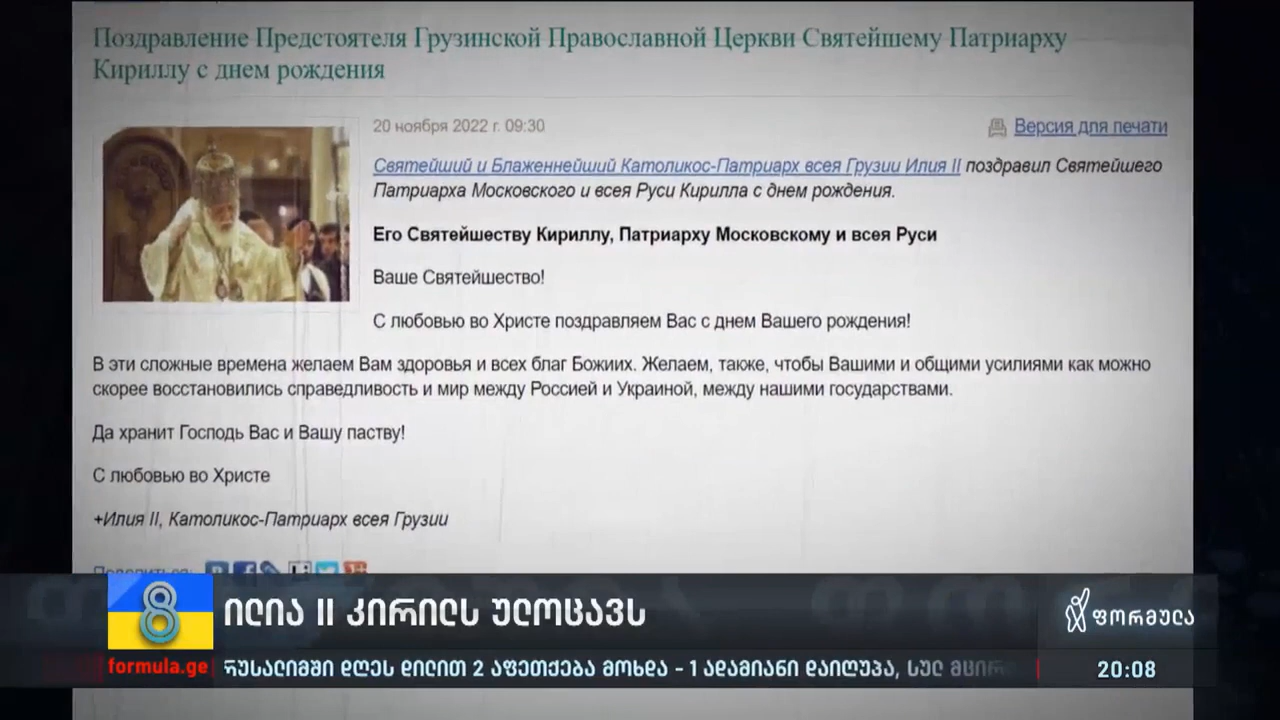 Поздравление Предстоятеля Грузинской Православной Церкви Святейшему Патриарху
Кириллу с днем рождения
20 ноября 2022 г. 09:30
Версия для печати
Святейший и Блаженнейший Католикос-Патриарх всея Грузии Илия II поздравил Святейшего
Патриарха Московского и всея Руси Кирилла с днем рождения.
Его Святейшеству Кириллу, Патриарху Московскому и всея Руси
Ваше Святейшество!
С любовью во Христе поздравляем Вас с днем Вашего рождения!
В эти сложные времена желаем Вам здоровья и всех благ Божиих. Желаем, также, чтобы Вашими и общими усилиями как можно
скорее восстановились справедливость и мир между Россией и Украиной, между нашими государствами.
Да хранит Господь Вас и Вашу паству!
С любовью во Христе
+Илия II, Католикос-Патриарх всея Грузии
Поделиться:
8
ილია II კირილს ულოცავს
ფორმულა
formula.ge
რუსალიმში დღეს დილით 2 აფეთქება მოხდა - 1 ადამიანი დაიღუპა, სულ
20:08